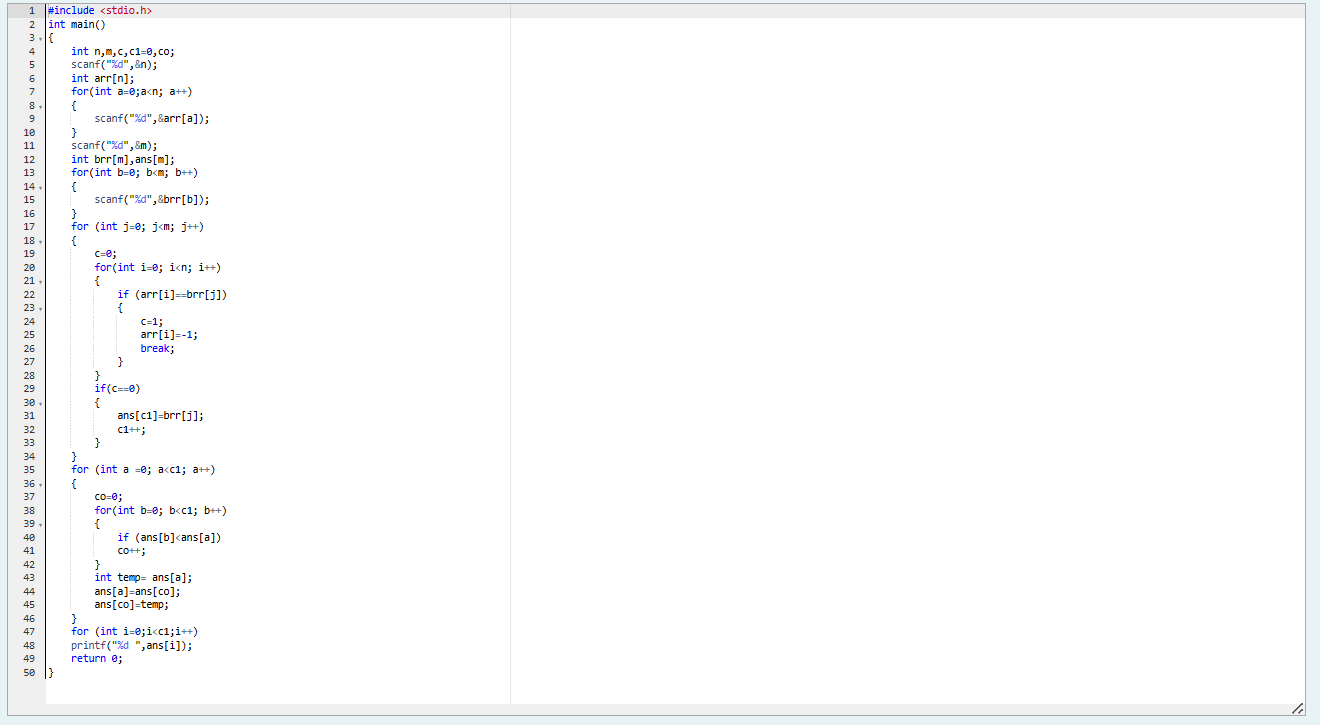 1 #include <stdio.h>
2 int main()
3 {
4 int n,m,c,c1=0,co;
5 scanf("%d",&n);
6 int arr[n];
7 for(int a=0;a<n; a++)
8 {
9 scanf("%d",&arr[a]);
10 }
11 scanf("%d",&m);
12 int brr[m],ans[m];
13 for(int b=0; b<m; b++)
14 {
15 scanf("%d",&brr[b]);
16 }
17 for (int j=0; j<m; j++)
18 {
19 c=0;
20 for(int i=0; i<n; i++)
21 {
22 if (arr[i]==brr[j])
23 {
24 c=1;
25 arr[i]=-1;
26 break;
27 }
28 }
29 if(c==0)
30 {
31 ans[c1]=brr[j];
32 c1++;
33 }
34 }
35 for (int a =0; a<c1; a++)
36 {
37 co=0;
38 for(int b=0; b<c1; b++)
39 {
40 if (ans[b]<ans[a])
41 co++;
42 }
43 int temp= ans[a];
44 ans[a]=ans[co];
45 ans[co]=temp;
46 }
47 for (int i=0;i<c1;i++)
48 printf("%d ",ans[i]);
49 return 0;
50 }